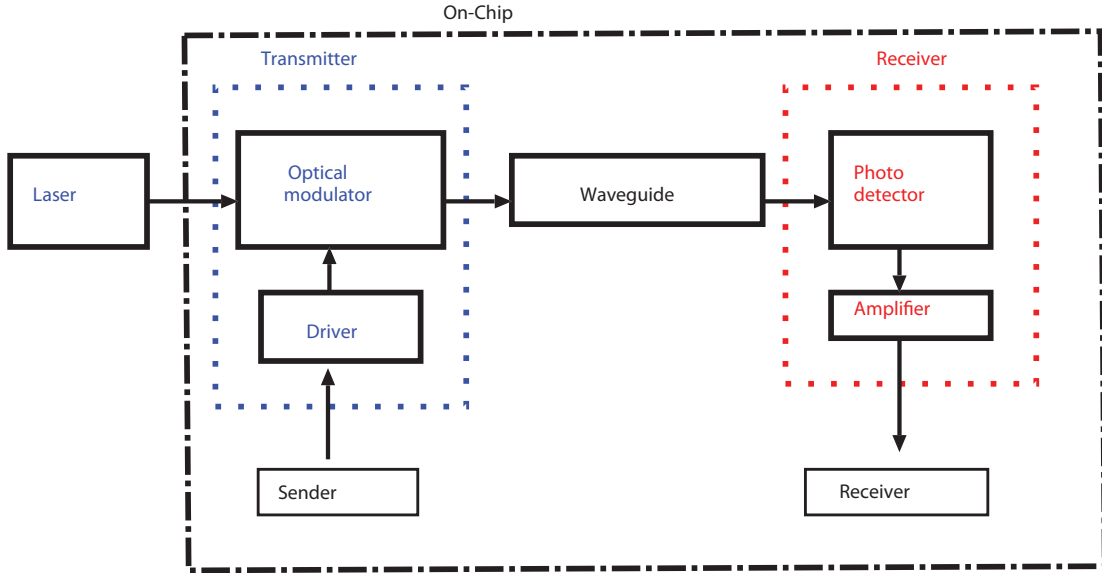 On-Chip
Transmitter
Receiver
Laser
Optical
modulator
Waveguide
Photo
detector
Driver
Amplifier
Sender
Receiver